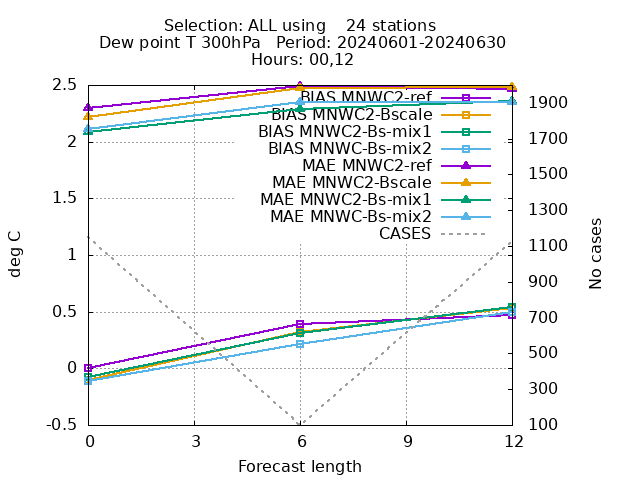 Selection: ALL using    24 stations
Dew point T 300hPa   Period: 20240601-20240630
Hours: 00,12
2.5
2
1.5
1
0.5
0
-0.5
deg C
BIAS MNWC2-ref
BIAS MNWC2-Bscale
BIAS MNWC2-Bs-mix1
BIAS MNWC-Bs-mix2
MAE MNWC2-ref
MAE MNWC2-Bscale
MAE MNWC2-Bs-mix1
MAE MNWC-Bs-mix2
CASES
1900
1700
1500
1300
1100
900
700
500
300
100
No cases
0 3 6 9 12
Forecast length